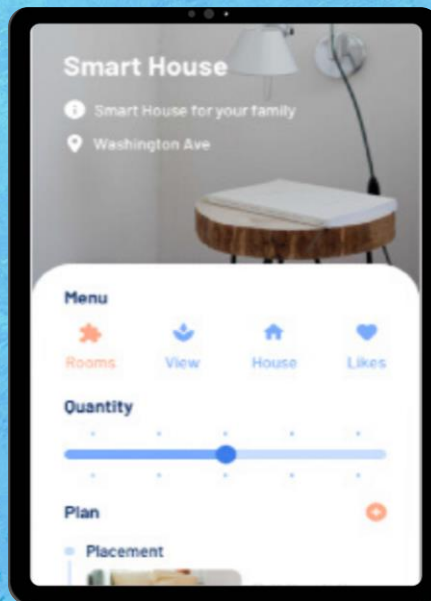 Smart House
Smart House for your family
Washington Ave
Menu
Rooms View House Likes
Quantity
Plan
Placement